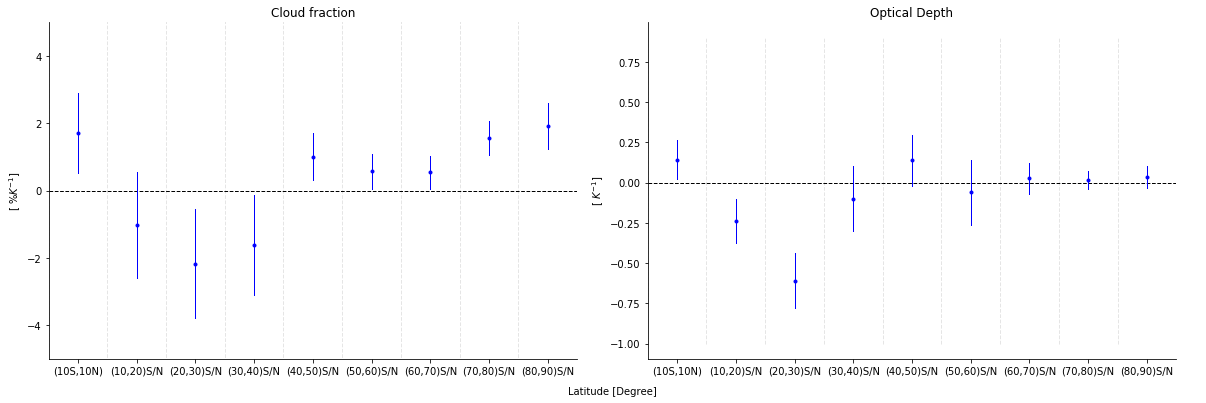 Cloud fraction
[ %K⁻¹]
4
2
0
−2
−4
(10S,10N) (10,20)S/N (20,30)S/N (30,40)S/N (40,50)S/N (50,60)S/N (60,70)S/N (70,80)S/N (80,90)S/N
Optical Depth
[ K⁻¹]
0.75
0.50
0.25
0.00
−0.25
−0.50
−0.75
−1.00
(10S,10N) (10,20)S/N (20,30)S/N (30,40)S/N (40,50)S/N (50,60)S/N (60,70)S/N (70,80)S/N (80,90)S/N
Latitude [Degree]